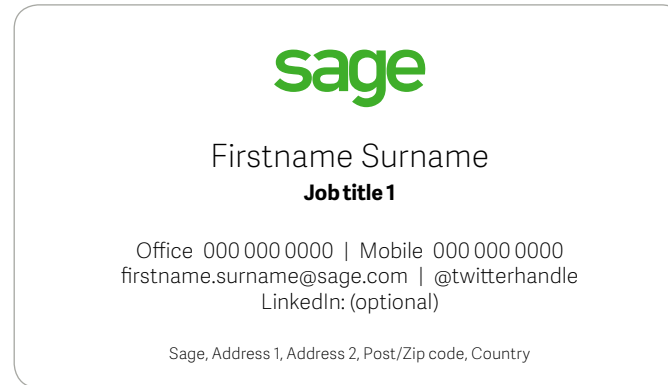 sage
Firstname Surname
Job title 1
Office 000 000 0000 | Mobile 000 000 0000
firstname.surname@sage.com | @twitterhandle
LinkedIn: (optional)
Sage, Address 1, Address 2, Post/Zip code, Country